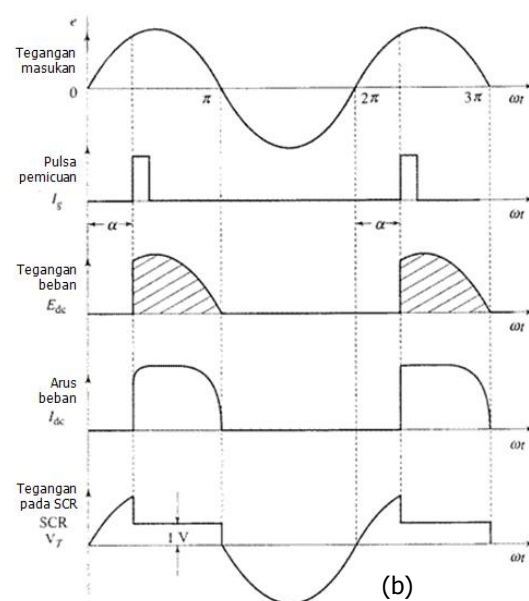 e
Tegangan
masukan
0
π
2π
3π
ωt
Pulsa
pemicuan
I_g
ωt
α
α
Tegangan
beban
E_dc
ωt
Arus
beban
I_dc
ωt
Tegangan
pada SCR
SCR
V_T
1 V
ωt
(b)